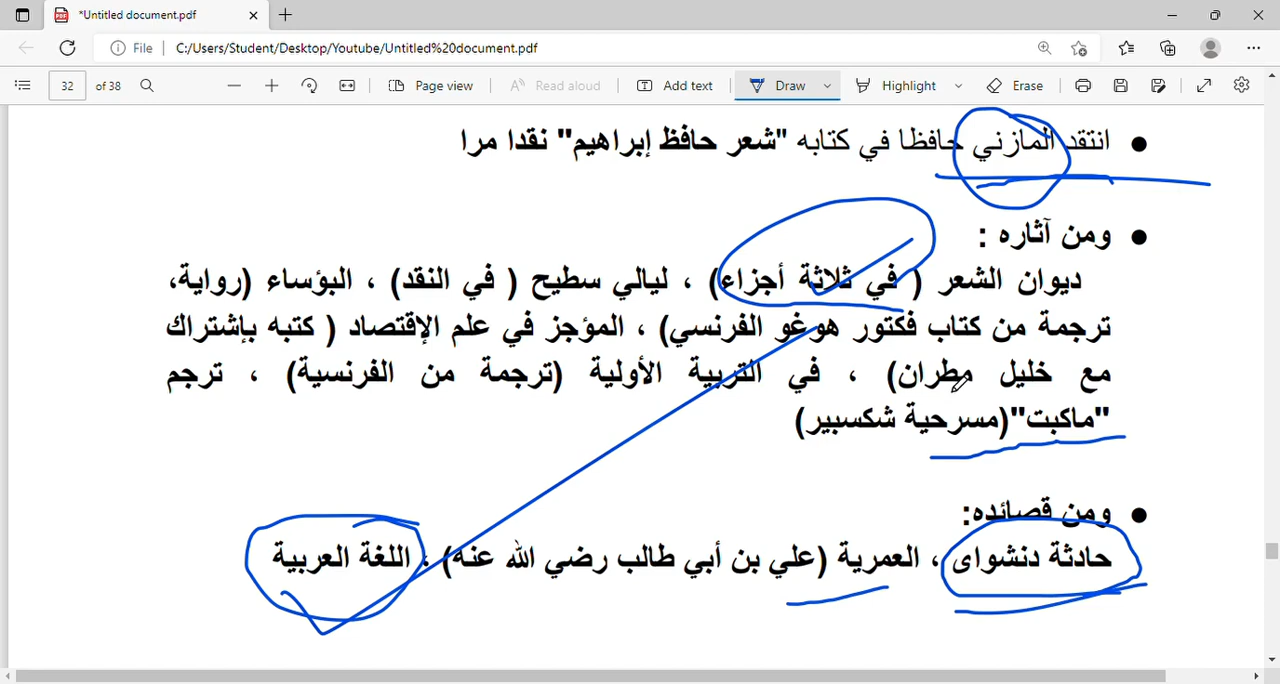 *Untitled document.pdf
File
C:/Users/Student/Desktop/Youtube/Untitled%20document.pdf
32 of 38
Page view
Read aloud
Add text
Draw
Highlight
Erase
انتقد المازني حافظا في كتابه "شعر حافظ إبراهيم" نقدا مرا
ومن آثاره :
ديوان الشعر ( في ثلاثة أجزاء) ، ليالي سطيح ( في النقد) ، البؤساء (رواية،
ترجمة من كتاب فكتور هوغو الفرنسي) ، المؤجز في علم الإقتصاد ( كتبه بإشتراك
مع خليل مطران) ، في التربية الأولية (ترجمة من الفرنسية) ، ترجم
"ماكبت"(مسرحية شكسبير)
ومن قصائده:
حادثة دنشواى ، العمرية (علي بن أبي طالب رضي الله عنه) ، اللغة العربية